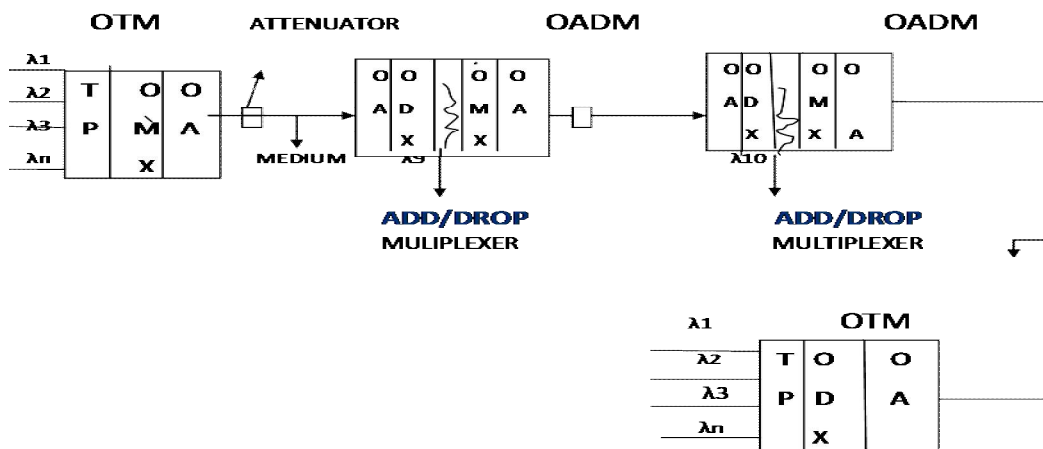 OTM ATTENUATOR OADM OADM
λ1
λ2
λ3
λn
T O O
P M A
X
MEDIUM
O O O O
A D M A
X X
λ9
ADD/DROP
MULIPLEXER
O O O O
A D M
X X A
λ10
ADD/DROP
MULTIPLEXER
OTM
λ1
λ2
λ3
λn
T O O
P D A
X